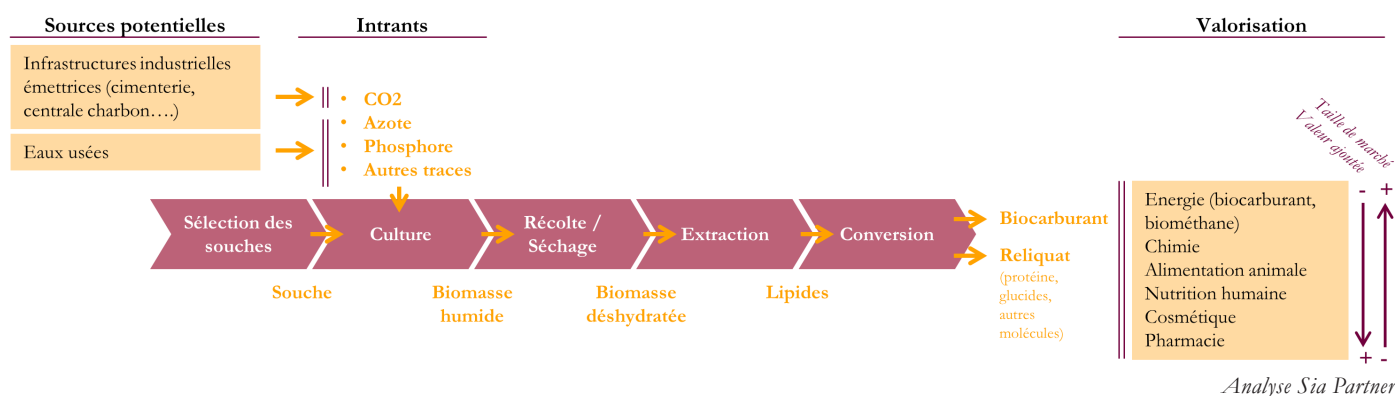 Sources potentielles
Intrants
Valorisation
Infrastructures industrielles
émettrices (cimenterie,
centrale charbon….)
Eaux usées
• CO2
• Azote
• Phosphore
• Autres traces
Sélection des
souches
Culture
Récolte /
Séchage
Extraction
Conversion
Souche
Biomasse
humide
Biomasse
déshydratée
Lipides
Biocarburant
Reliquat
(protéine,
glucides,
autres
molécules)
Taille de marché
Valeur ajoutée
- +
Energie (biocarburant,
biométhane)
Chimie
Alimentation animale
Nutrition humaine
Cosmétique
Pharmacie
+ -
Analyse Sia Partner